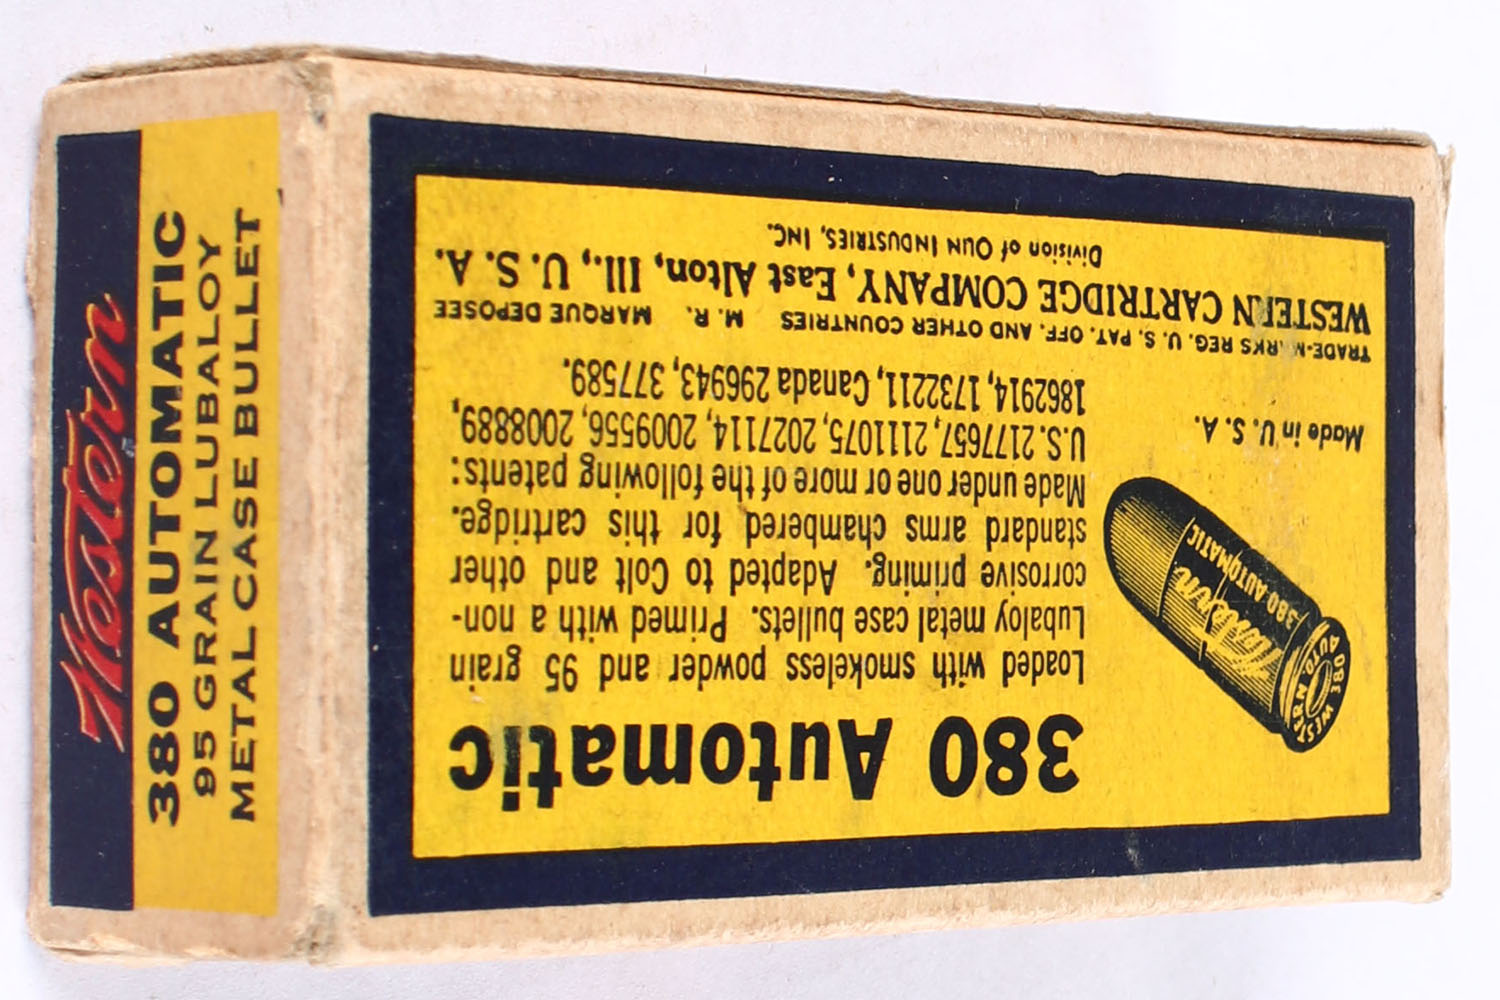 Western
380 AUTOMATIC
95 GRAIN LUBALOY
METAL CASE BULLET
380 Automatic
Loaded with smokeless powder and 95 grain
Lubaloy metal case bullets. Primed with a non-
corrosive priming. Adapted to Colt and other
standard arms chambered for this cartridge.
Made under one or more of the following patents:
U.S. 2177657, 2111075, 2027114, 2009556, 2008889,
1862914, 1732211, Canada 296943, 377589.
Western
380 AUTOMATIC
WESTERN 380 AUTO
Made in U. S. A.
TRADE-MARKS REG. U. S. PAT. OFF. AND OTHER COUNTRIES M. R. MARQUE DEPOSEE
WESTERN CARTRIDGE COMPANY, East Alton, Ill., U. S. A.
Division of OLIN INDUSTRIES, INC.